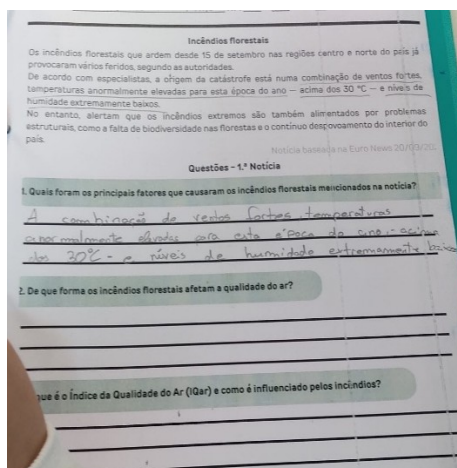 Incêndios florestais
Os incêndios florestais que ardem desde 15 de setembro nas regiões centro e norte do país já
provocaram vários feridos, segundo as autoridades.
De acordo com especialistas, a origem da catástrofe está numa combinação de ventos fortes,
temperaturas anormalmente elevadas para esta época do ano — acima dos 30 °C — e níveis de
humidade extremamente baixos.
No entanto, alertam que os incêndios extremos são também alimentados por problemas
estruturais, como a falta de biodiversidade nas florestas e o contínuo despovoamento do interior do
país.
Notícia baseada na Euro News
Questões - 1.ª Notícia
1. Quais foram os principais fatores que causaram os incêndios florestais mencionados na notícia?
A combinação de ventos fortes, temperaturas
anormalmente elevadas para esta época do ano - acima
dos 30ºC - e níveis de humidade extremamente baixos
2. De que forma os incêndios florestais afetam a qualidade do ar?
que é o Índice da Qualidade do Ar (IQar) e como é influenciado pelos incêndios?